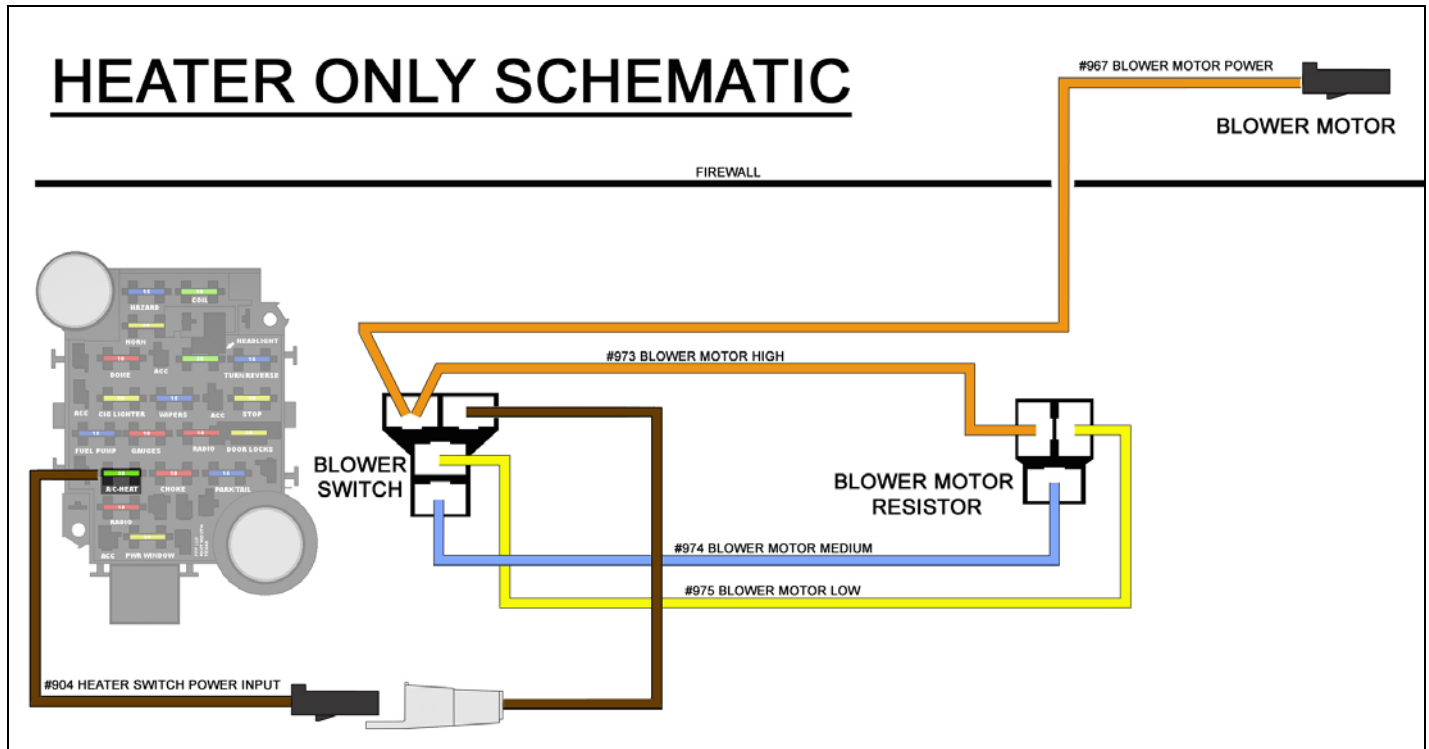 HEATER ONLY SCHEMATIC
#967 BLOWER MOTOR POWER
BLOWER MOTOR
FIREWALL
HAZARD
COIL
HORN
HEADLIGHT
#973 BLOWER MOTOR HIGH
10
15
DOME
ACC
TURN REVERSE
15
ACC
CIG LIGHTER
WIPERS
ACC
STOP
FUEL PUMP
GAUGES
RADIO
DOOR LOCKS
BLOWER
SWITCH
A/C-HEAT
CHOKE
PARK/TAIL
BLOWER MOTOR
RESISTOR
RADIO
ACC
PWR WINDOW
#974 BLOWER MOTOR MEDIUM
#975 BLOWER MOTOR LOW
#904 HEATER SWITCH POWER INPUT